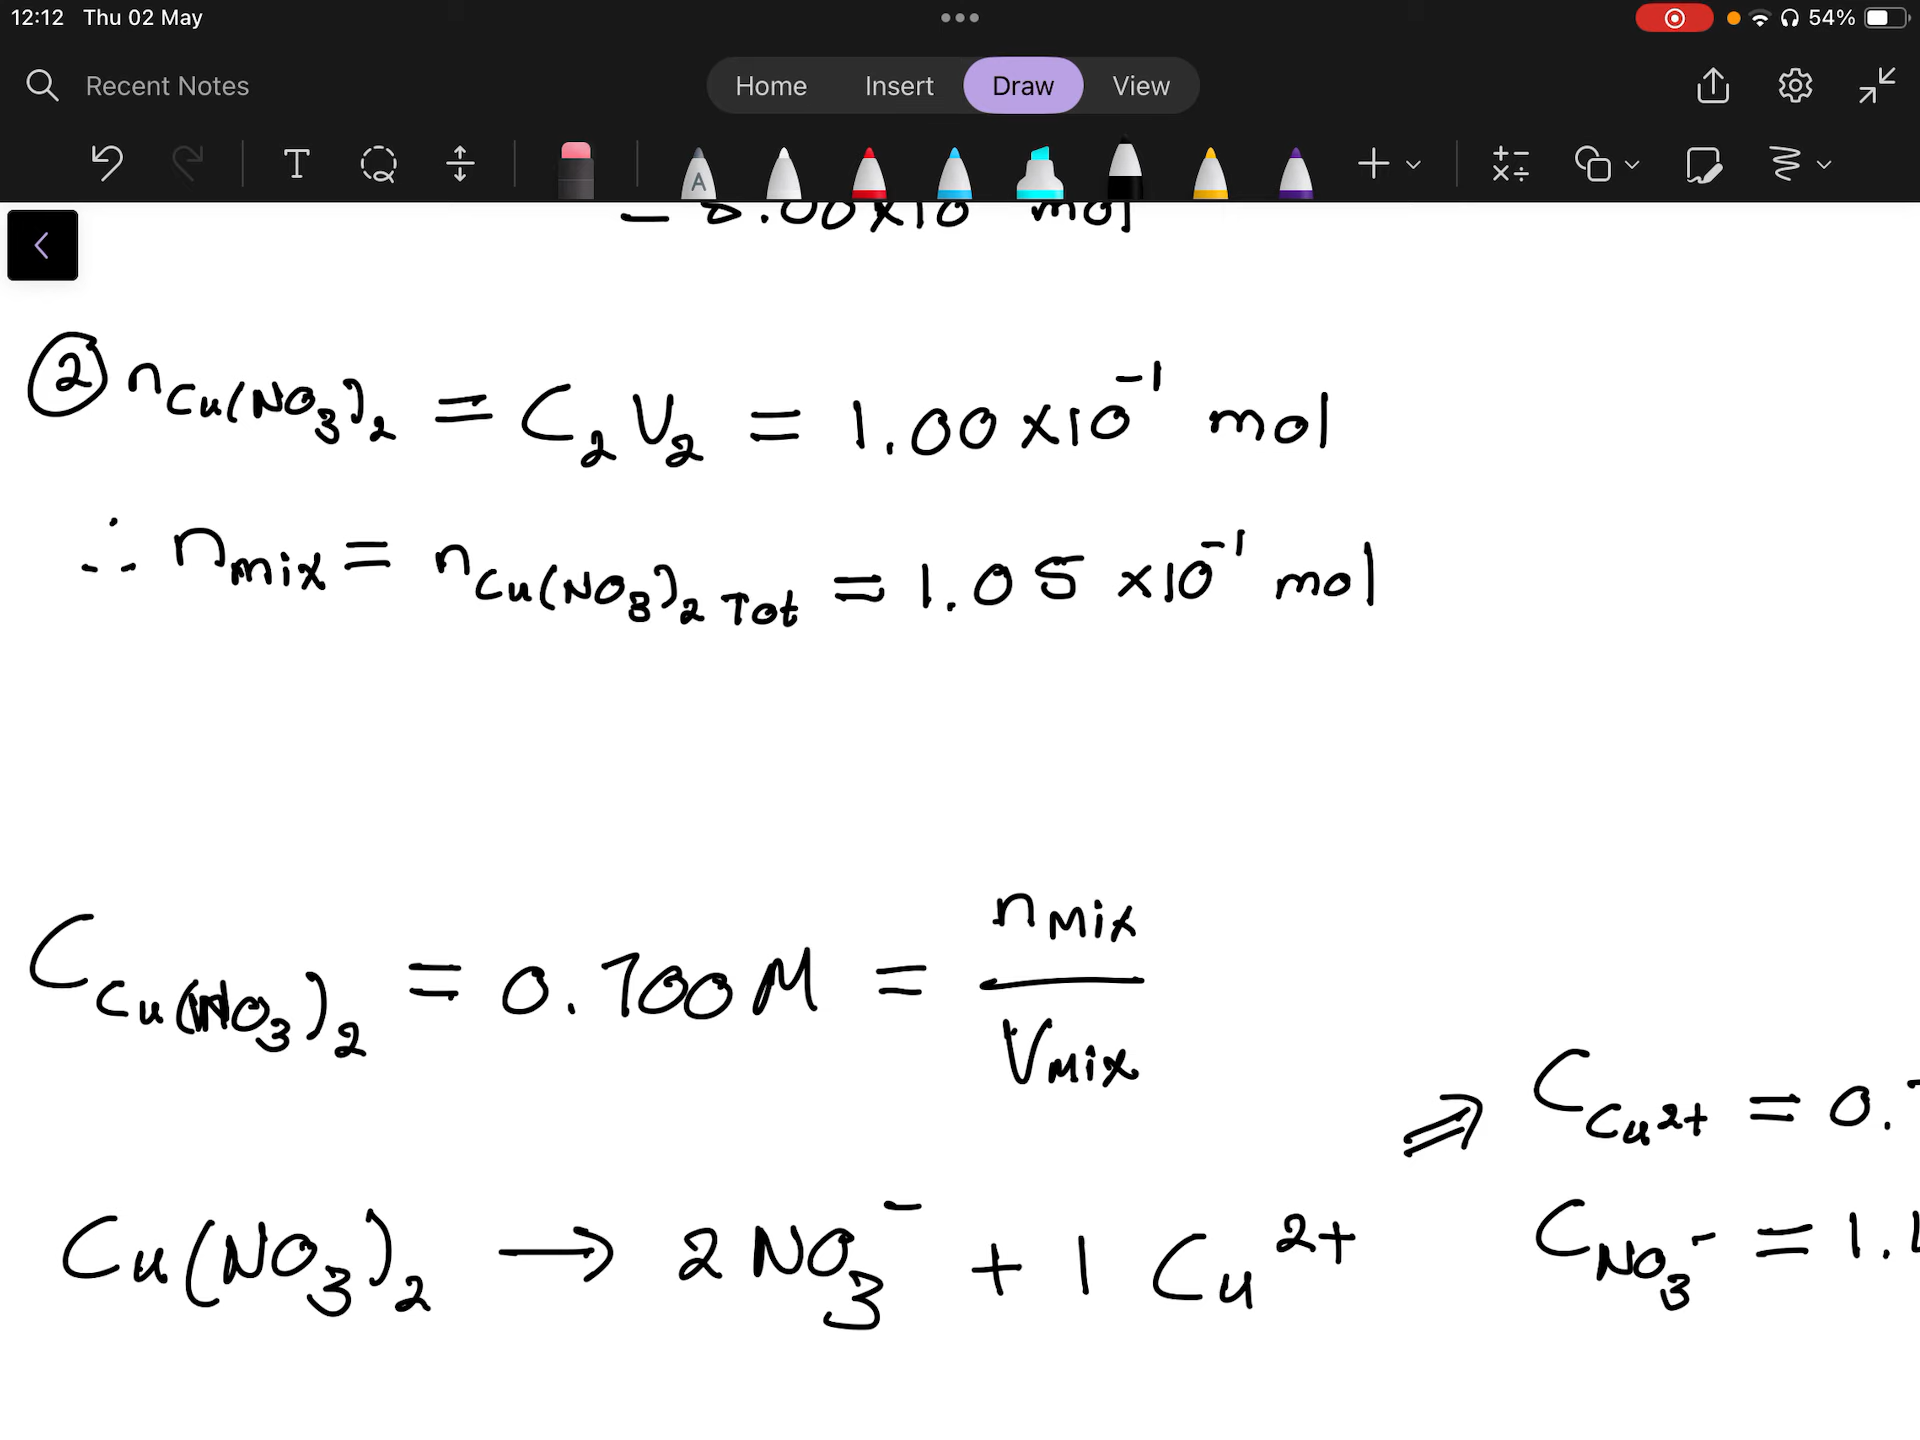 12:12 Thu 02 May
54%
Recent Notes
Home Insert Draw View
T A
mol
② nCu(NO₃)₂ = C₂V₂ = 1.00 ×10⁻¹ mol
∴ nmix = nCu(NO₃)₂ Tot = 1.05 ×10⁻¹ mol
CCu(NO₃)₂ = 0.700 M = nMix / VMix
⇒ CCu²⁺ = 0.
Cu(NO₃)₂ → 2 NO₃⁻ + 1 Cu²⁺
CNO₃⁻ = 1.